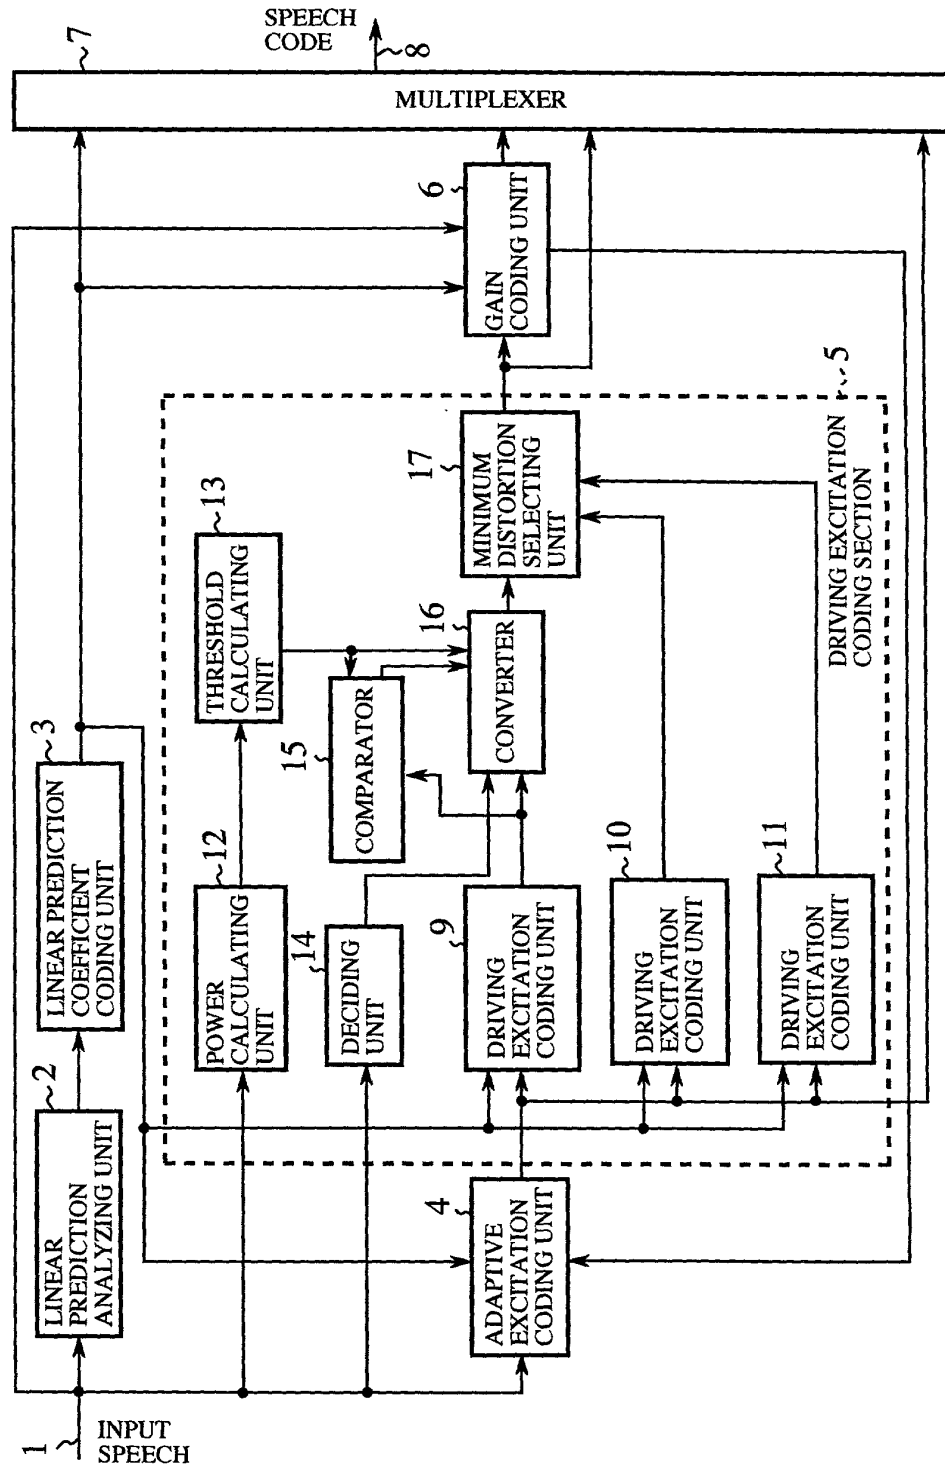 1
INPUT
SPEECH
2
LINEAR
PREDICTION
ANALYZING UNIT
3
LINEAR PREDICTION
COEFFICIENT
CODING UNIT
7
MULTIPLEXER
SPEECH
CODE
8
12
POWER
CALCULATING
UNIT
13
THRESHOLD
CALCULATING
UNIT
14
DECIDING
UNIT
15
COMPARATOR
4
ADAPTIVE
EXCITATION
CODING UNIT
9
DRIVING
EXCITATION
CODING UNIT
16
CONVERTER
17
MINIMUM
DISTORTION
SELECTING
UNIT
6
GAIN
CODING UNIT
10
DRIVING
EXCITATION
CODING UNIT
11
DRIVING
EXCITATION
CODING UNIT
DRIVING EXCITATION
CODING SECTION
5